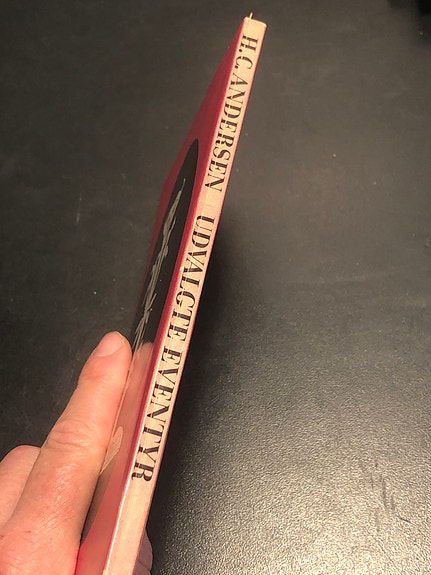 H.C.ANDERSEN UDVALGTE EVENTYR